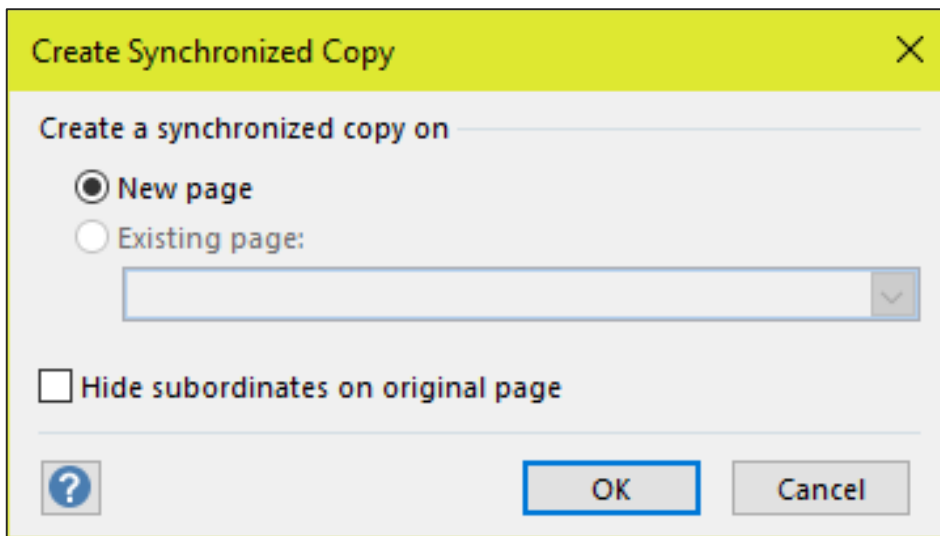 Create Synchronized Copy
Create a synchronized copy on
New page
Existing page:
Hide subordinates on original page
?
OK Cancel